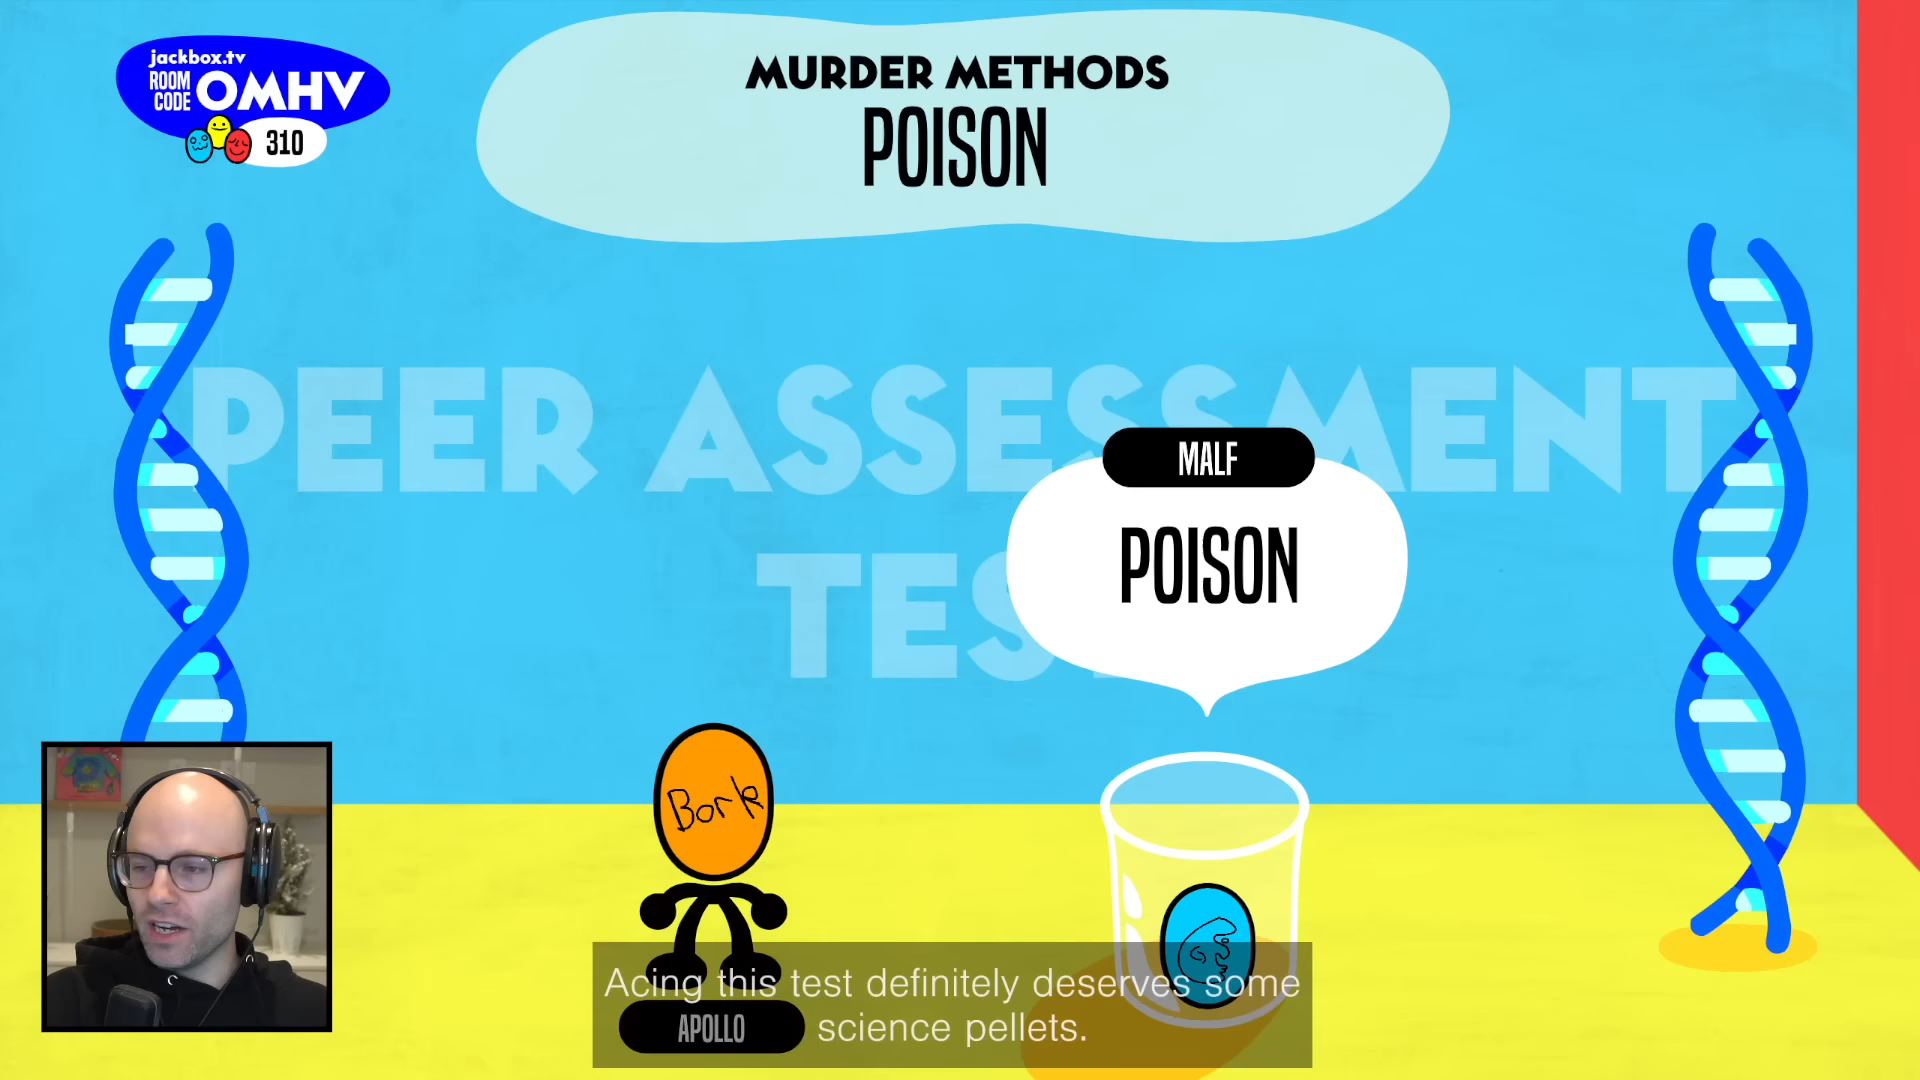 jackbox.tv
ROOM
CODE
OMHV
310
MURDER METHODS
POISON
PEER ASSESSMENT
TEST
MALF
POISON
Bork
Acing this test definitely deserves some
science pellets.
APOLLO